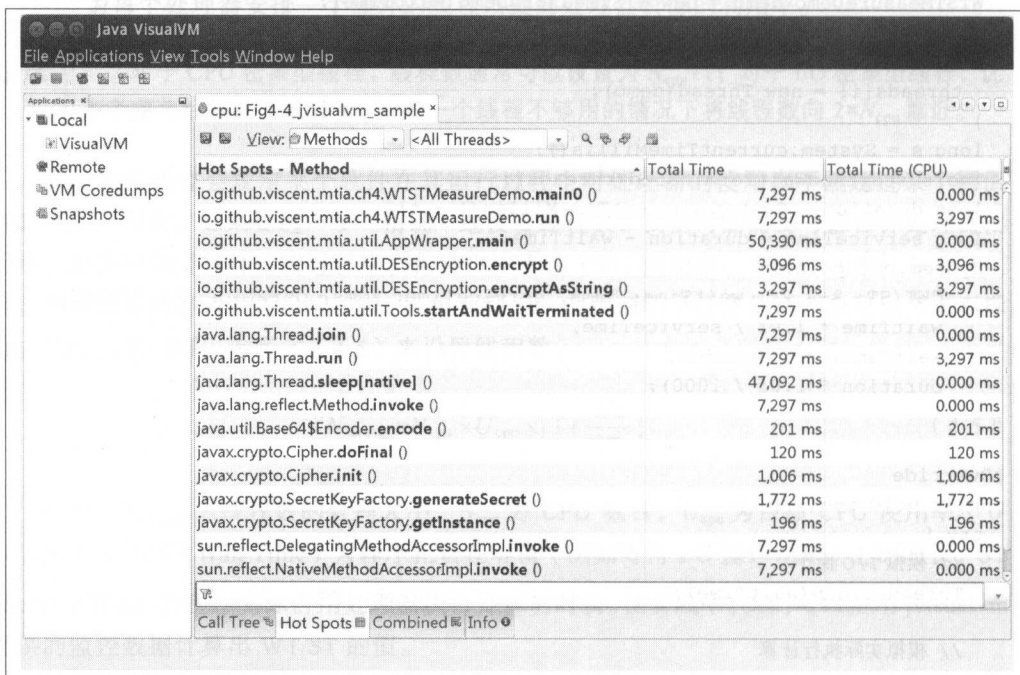 Java VisualVM
File Applications View Tools Window Help
Applications
Local
VisualVM
Remote
VM Coredumps
Snapshots
cpu: Fig4-4_jvisualvm_sample
View: Methods <All Threads>
Hot Spots - Method Total Time Total Time (CPU)
io.github.viscent.mtia.ch4.WTSTMeasureDemo.main0 () 7,297 ms 0.000 ms
io.github.viscent.mtia.ch4.WTSTMeasureDemo.run () 7,297 ms 3,297 ms
io.github.viscent.mtia.util.AppWrapper.main () 50,390 ms 0.000 ms
io.github.viscent.mtia.util.DESEncryption.encrypt () 3,096 ms 3,096 ms
io.github.viscent.mtia.util.DESEncryption.encryptAsString () 3,297 ms 3,297 ms
io.github.viscent.mtia.util.Tools.startAndWaitTerminated () 7,297 ms 0.000 ms
java.lang.Thread.join () 7,297 ms 0.000 ms
java.lang.Thread.run () 7,297 ms 3,297 ms
java.lang.Thread.sleep[native] () 47,092 ms 0.000 ms
java.lang.reflect.Method.invoke () 7,297 ms 0.000 ms
java.util.Base64$Encoder.encode () 201 ms 201 ms
javax.crypto.Cipher.doFinal () 120 ms 120 ms
javax.crypto.Cipher.init () 1,006 ms 1,006 ms
javax.crypto.SecretKeyFactory.generateSecret () 1,772 ms 1,772 ms
javax.crypto.SecretKeyFactory.getInstance () 196 ms 196 ms
sun.reflect.DelegatingMethodAccessorImpl.invoke () 7,297 ms 0.000 ms
sun.reflect.NativeMethodAccessorImpl.invoke () 7,297 ms 0.000 ms
Call Tree Hot Spots Combined Info